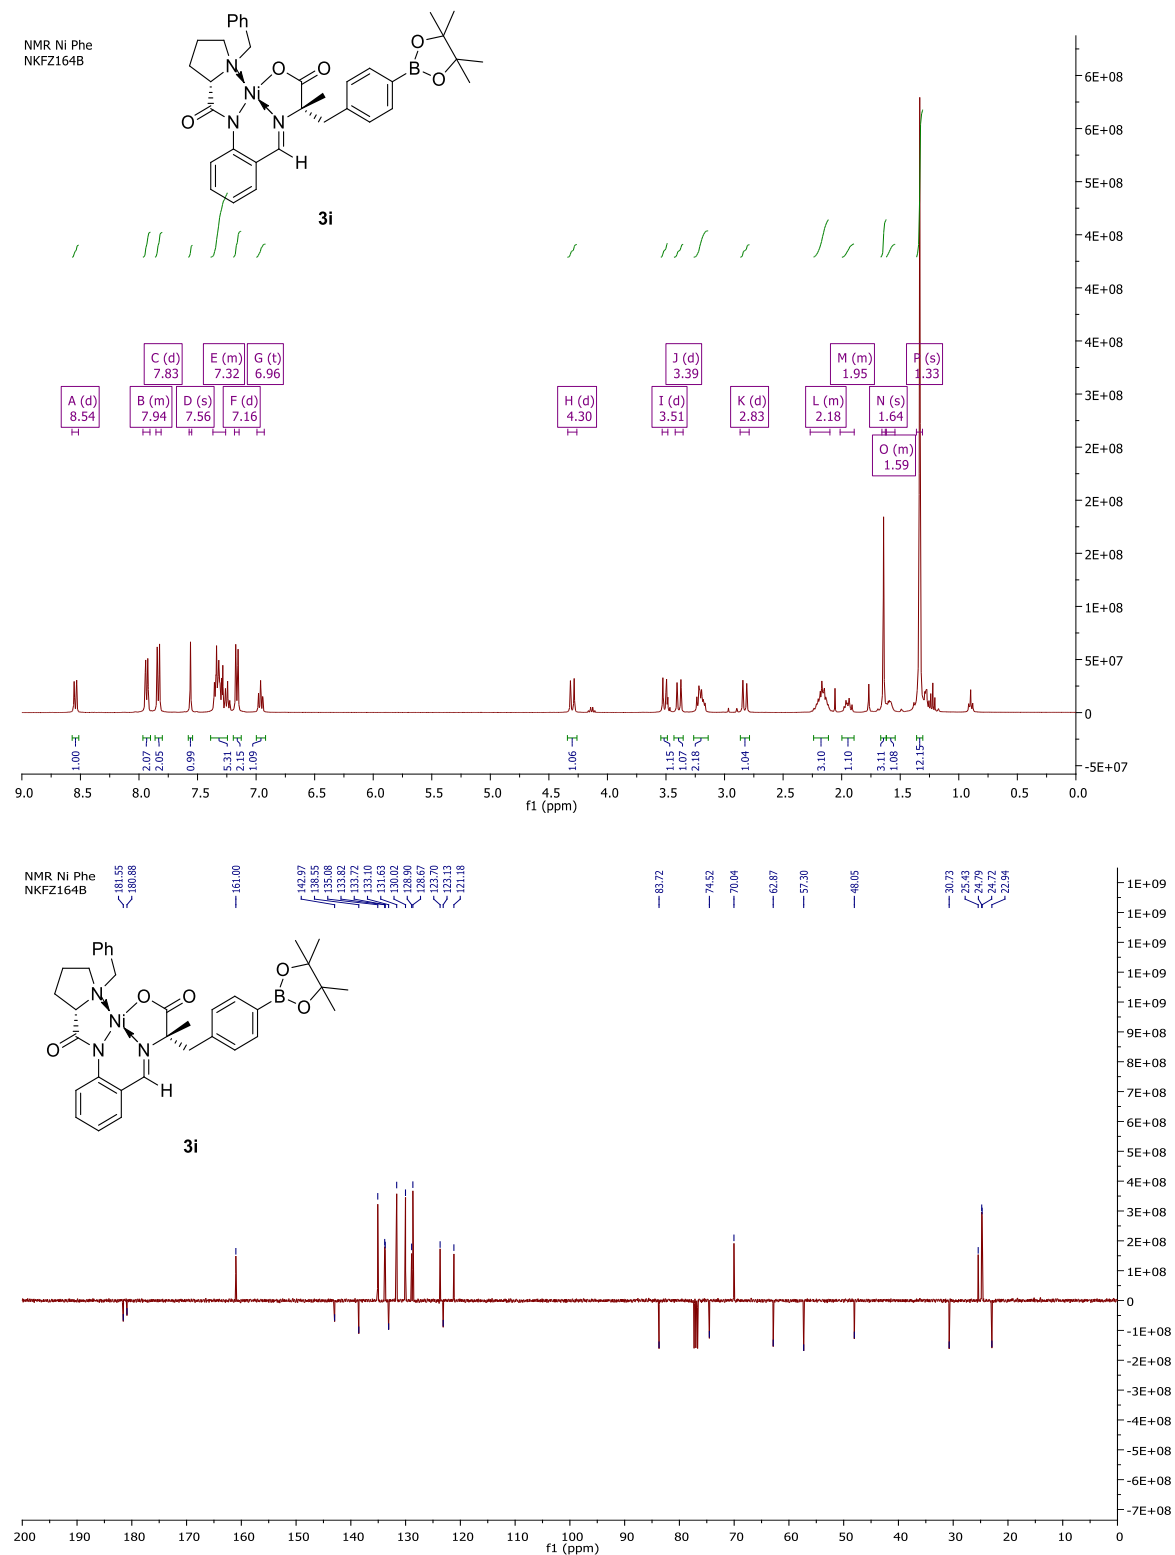 NMR Ni Phe
NKFZ164B
Ph
N
Ni
O
O
O
N
N
H
B
O
O
3i
6E+08
6E+08
5E+08
4E+08
4E+08
4E+08
3E+08
2E+08
2E+08
2E+08
1E+08
5E+07
0
-5E+07
C (d)
7.83
E (m)
7.32
G (t)
6.96
J (d)
3.39
M (m)
1.95
P (s)
1.33
A (d)
8.54
B (m)
7.94
D (s)
7.56
F (d)
7.16
H (d)
4.30
I (d)
3.51
K (d)
2.83
L (m)
2.18
N (s)
1.64
O (m)
1.59
1.00
2.07
2.05
0.99
5.31
2.15
1.09
1.06
1.15
1.07
2.18
1.04
3.10
1.10
3.11
1.08
12.15
9.0 8.5 8.0 7.5 7.0 6.5 6.0 5.5 5.0 4.5 4.0 3.5 3.0 2.5 2.0 1.5 1.0 0.5 0.0
f1 (ppm)
NMR Ni Phe
NKFZ164B
181.55
180.88
161.00
142.97
138.55
135.08
133.82
133.72
133.10
131.63
130.02
128.90
128.67
123.70
123.13
121.18
83.72
74.52
70.04
62.87
57.30
48.05
30.73
25.43
24.79
24.72
22.94
Ph
N
Ni
O
O
O
N
N
H
B
O
O
3i
1E+09
1E+09
1E+09
1E+09
1E+09
9E+08
8E+08
7E+08
6E+08
5E+08
4E+08
3E+08
2E+08
1E+08
0
-1E+08
-2E+08
-3E+08
-4E+08
-5E+08
-6E+08
-7E+08
200 190 180 170 160 150 140 130 120 110 100 90 80 70 60 50 40 30 20 10 0
f1 (ppm)